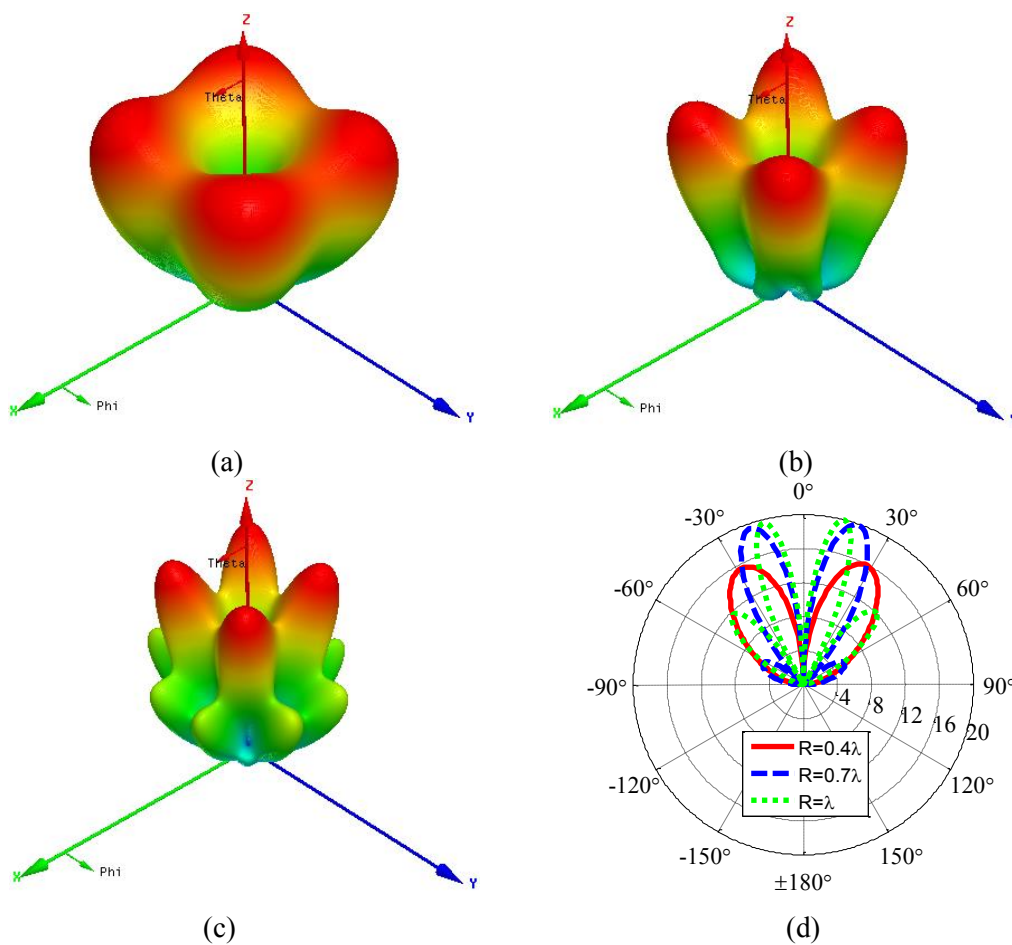 Z
Theta
X
Phi
Y
(a)
Z
Theta
X
Phi
(b)
Z
Theta
X
Phi
Y
(c)
0°
-30°
30°
-60°
60°
-90°
90°
4
8
12
16
20
R=0.4λ
R=0.7λ
R=λ
-120°
120°
-150°
150°
±180°
(d)